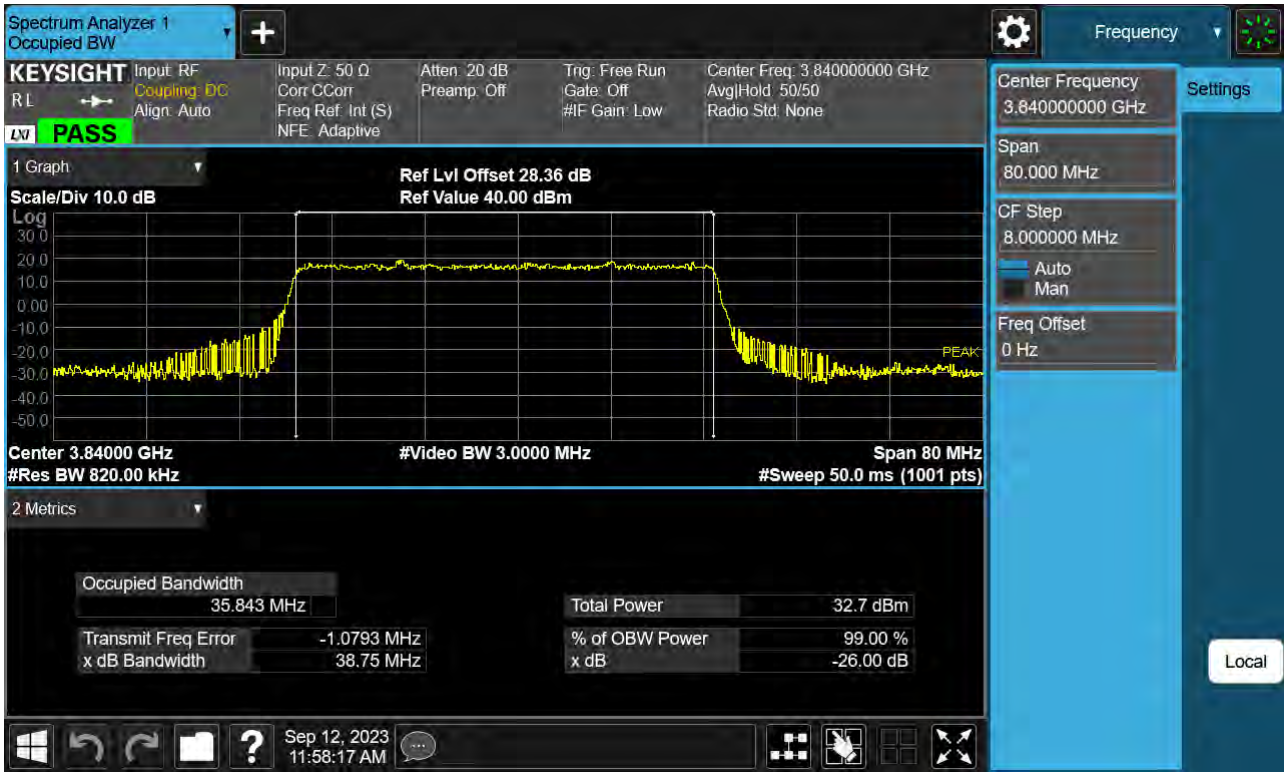 Spectrum Analyzer 1
Occupied BW
+
Frequency
KEYSIGHT
RL
LXI
PASS
Input: RF
Coupling: DC
Align: Auto
Input Z: 50 Ω
Corr CCorr
Freq Ref: Int (S)
NFE: Adaptive
Atten: 20 dB
Preamp: Off
Trig: Free Run
Gate: Off
#IF Gain: Low
Center Freq: 3.840000000 GHz
Avg|Hold: 50/50
Radio Std: None
1 Graph
Scale/Div 10.0 dB
Ref Lvl Offset 28.36 dB
Ref Value 40.00 dBm
Log
30.0
20.0
10.0
0.00
-10.0
-20.0
-30.0
-40.0
-50.0
PEAK
Center 3.84000 GHz
#Video BW 3.0000 MHz
Span 80 MHz
#Res BW 820.00 kHz
#Sweep 50.0 ms (1001 pts)
2 Metrics
Occupied Bandwidth
35.843 MHz
Total Power 32.7 dBm
Transmit Freq Error -1.0793 MHz
% of OBW Power 99.00 %
x dB Bandwidth 38.75 MHz
x dB -26.00 dB
Center Frequency
3.840000000 GHz
Settings
Span
80.000 MHz
CF Step
8.000000 MHz
Auto
Man
Freq Offset
0 Hz
Local
?
Sep 12, 2023
11:58:17 AM